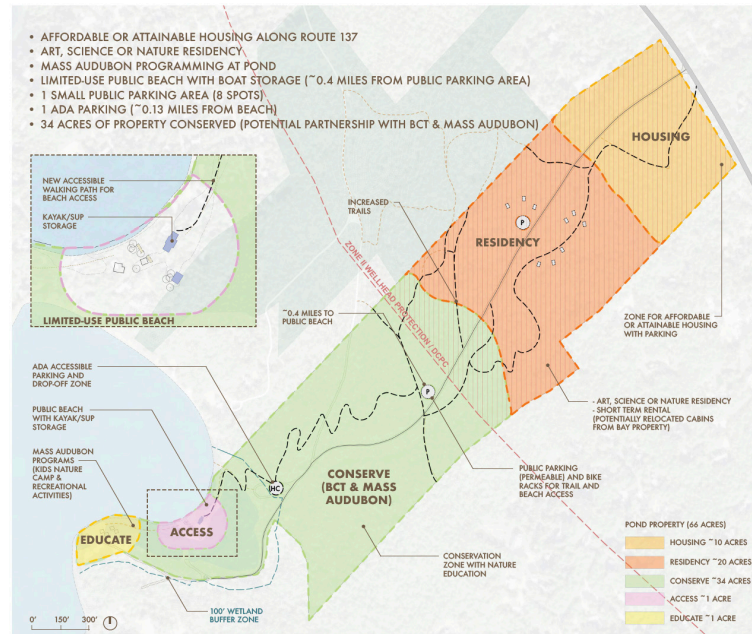 • AFFORDABLE OR ATTAINABLE HOUSING ALONG ROUTE 137
• ART, SCIENCE OR NATURE RESIDENCY
• MASS AUDUBON PROGRAMMING AT POND
• LIMITED-USE PUBLIC BEACH WITH BOAT STORAGE (~0.4 MILES FROM PUBLIC PARKING AREA)
• 1 SMALL PUBLIC PARKING AREA (8 SPOTS)
• 1 ADA PARKING (~0.13 MILES FROM BEACH)
• 34 ACRES OF PROPERTY CONSERVED (POTENTIAL PARTNERSHIP WITH BCT & MASS AUDUBON)
HOUSING
NEW ACCESSIBLE
WALKING PATH FOR
BEACH ACCESS
KAYAK/SUP
STORAGE
LIMITED-USE PUBLIC BEACH
INCREASED
TRAILS
P
RESIDENCY
ZONE II WELLHEAD PROTECTION / DCPC
~0.4 MILES TO
PUBLIC BEACH
ZONE FOR AFFORDABLE
OR ATTAINABLE HOUSING
WITH PARKING
ADA ACCESSIBLE
PARKING AND
DROP-OFF ZONE
P
- ART, SCIENCE OR NATURE RESIDENCY
- SHORT TERM RENTAL
(POTENTIALLY RELOCATED CABINS
FROM BAY PROPERTY)
PUBLIC BEACH
WITH KAYAK/SUP
STORAGE
MASS AUDUBON
PROGRAMS
(KIDS NATURE
CAMP &
RECREATIONAL
ACTIVITIES)
HC
CONSERVE
(BCT & MASS
AUDUBON)
PUBLIC PARKING
(PERMEABLE) AND BIKE
RACKS FOR TRAIL AND
BEACH ACCESS
EDUCATE
ACCESS
CONSERVATION
ZONE WITH NATURE
EDUCATION
100' WETLAND
BUFFER ZONE
POND PROPERTY (66 ACRES)
HOUSING ~10 ACRES
RESIDENCY ~20 ACRES
CONSERVE ~34 ACRES
ACCESS ~1 ACRE
EDUCATE ~1 ACRE
0' 150' 300'